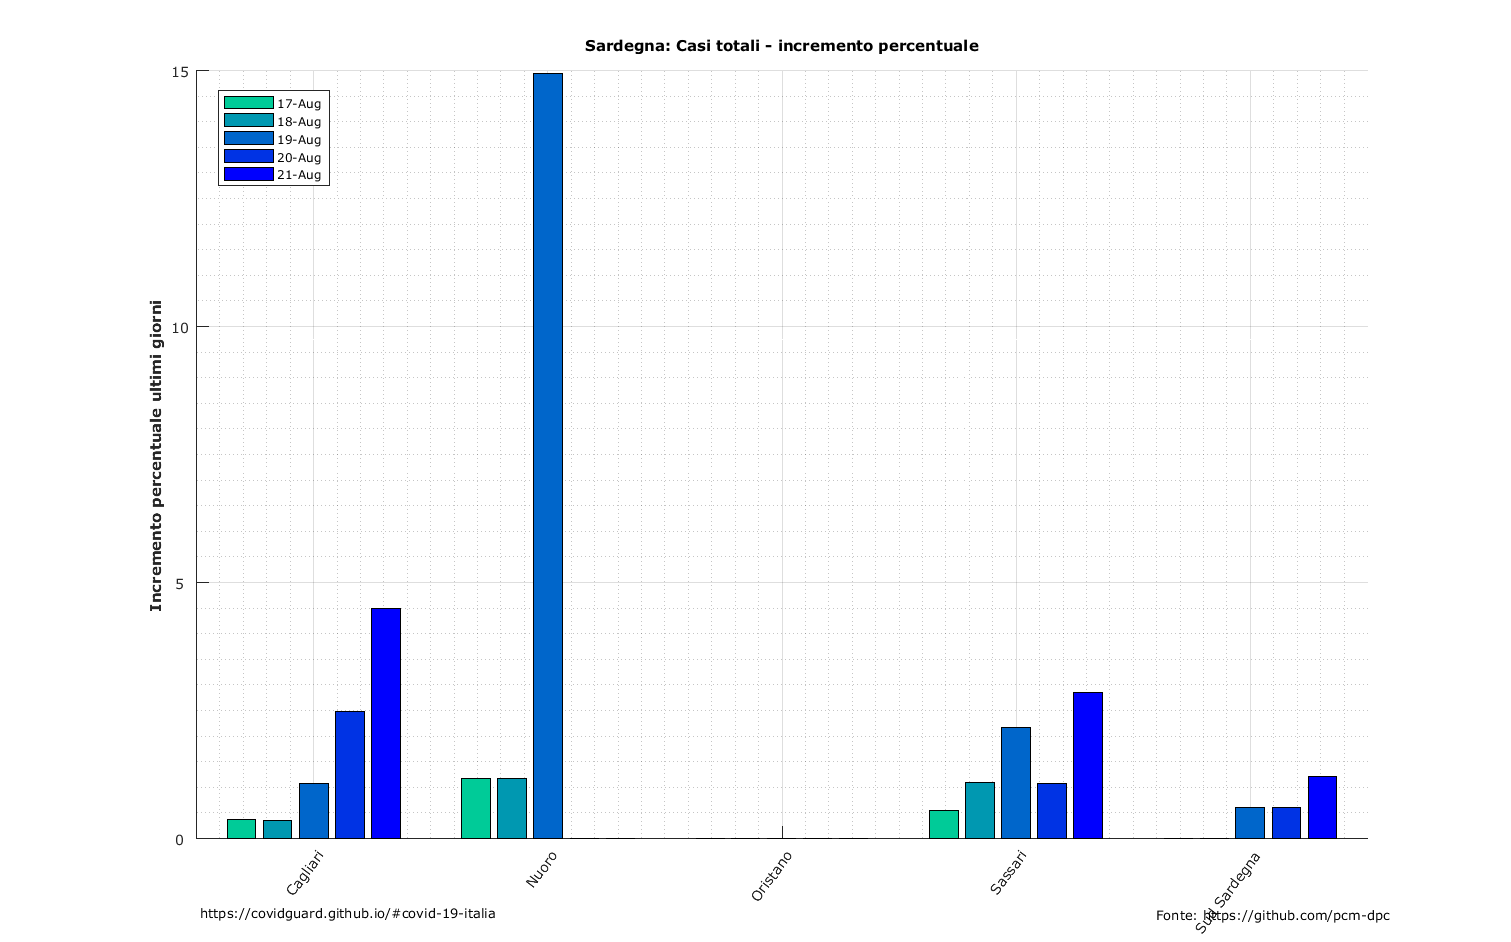 Sardegna: Casi totali - incremento percentuale
15
10
5
0
Incremento percentuale ultimi giorni
17-Aug
18-Aug
19-Aug
20-Aug
21-Aug
Cagliari
Nuoro
Oristano
Sassari
Sud Sardegna
https://covidguard.github.io/#covid-19-italia
Fonte: https://github.com/pcm-dpc